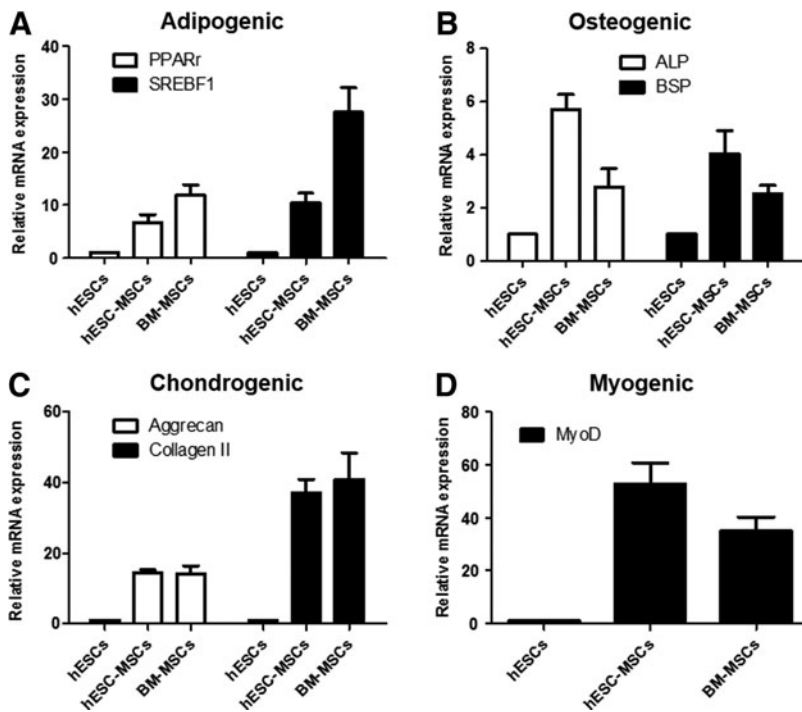 A
Adipogenic
Relative mRNA expression
40
30
20
10
0
PPARr
SREBF1
hESCs
hESC-MSCs
BM-MSCs
hESCs
hESC-MSCs
BM-MSCs
B
Osteogenic
Relative mRNA expression
8
6
4
2
0
ALP
BSP
hESCs
hESC-MSCs
BM-MSCs
hESCs
hESC-MSCs
BM-MSCs
C
Chondrogenic
Relative mRNA expression
60
40
20
0
Aggrecan
Collagen II
hESCs
hESC-MSCs
BM-MSCs
hESCs
hESC-MSCs
BM-MSCs
D
Myogenic
Relative mRNA expression
80
60
40
20
0
MyoD
hESCs
hESC-MSCs
BM-MSCs